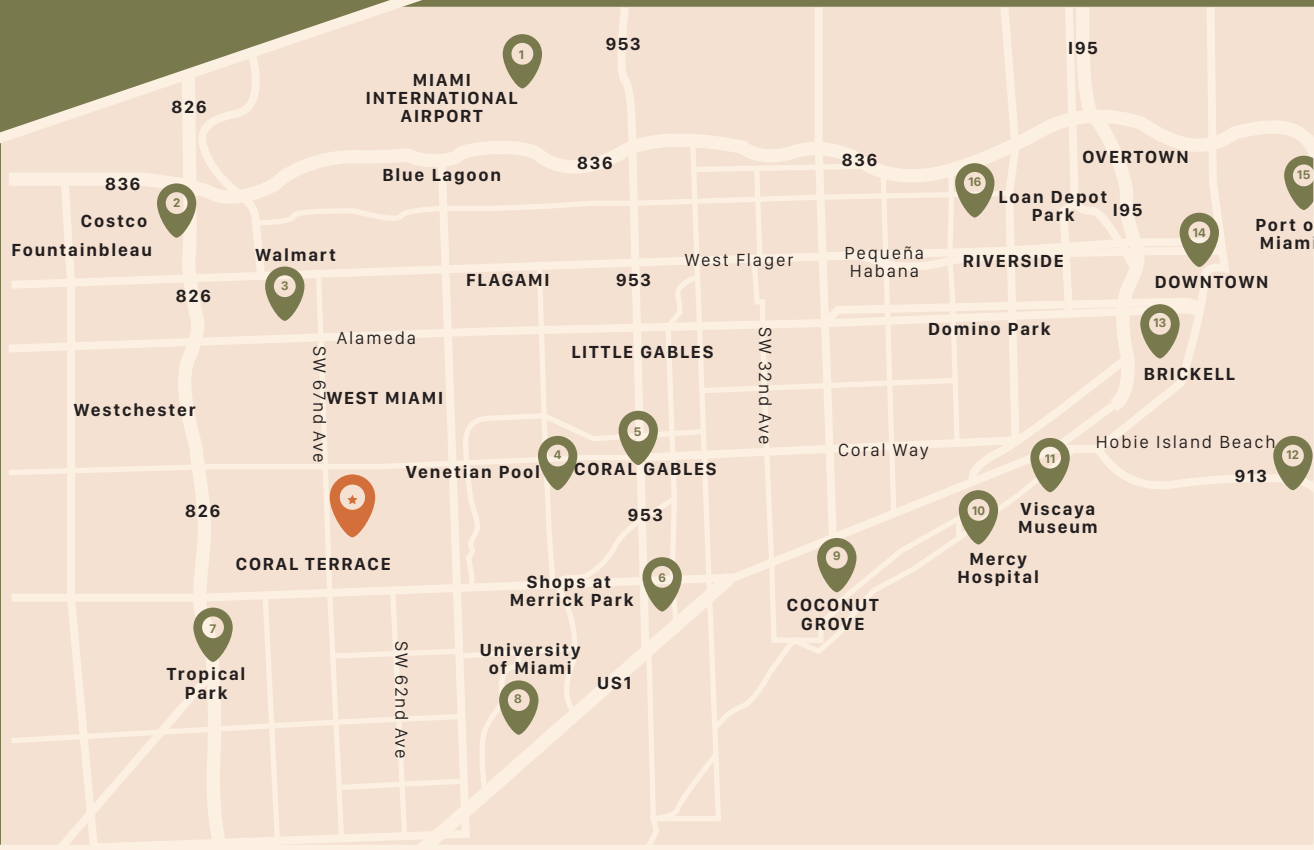 953
I95
1
MIAMI
INTERNATIONAL
AIRPORT
826
836
836
OVERTOWN
Blue Lagoon
836
2
16
15
Loan Depot
Park
I95
Costco
Port o
Miami
14
Fountainbleau
Walmart
West Flager
Pequeña
Habana
RIVERSIDE
FLAGAMI
953
DOWNTOWN
3
826
13
Domino Park
Alameda
LITTLE GABLES
SW 67nd Ave
SW 32nd Ave
BRICKELL
WEST MIAMI
Westchester
5
Hobie Island Beach
Coral Way
4
11
12
Venetian Pool
CORAL GABLES
913
826
953
10
Viscaya
Museum
CORAL TERRACE
9
Mercy
Hospital
Shops at
Merrick Park
6
COCONUT
GROVE
7
University
of Miami
Tropical
Park
US1
SW 62nd Ave
8